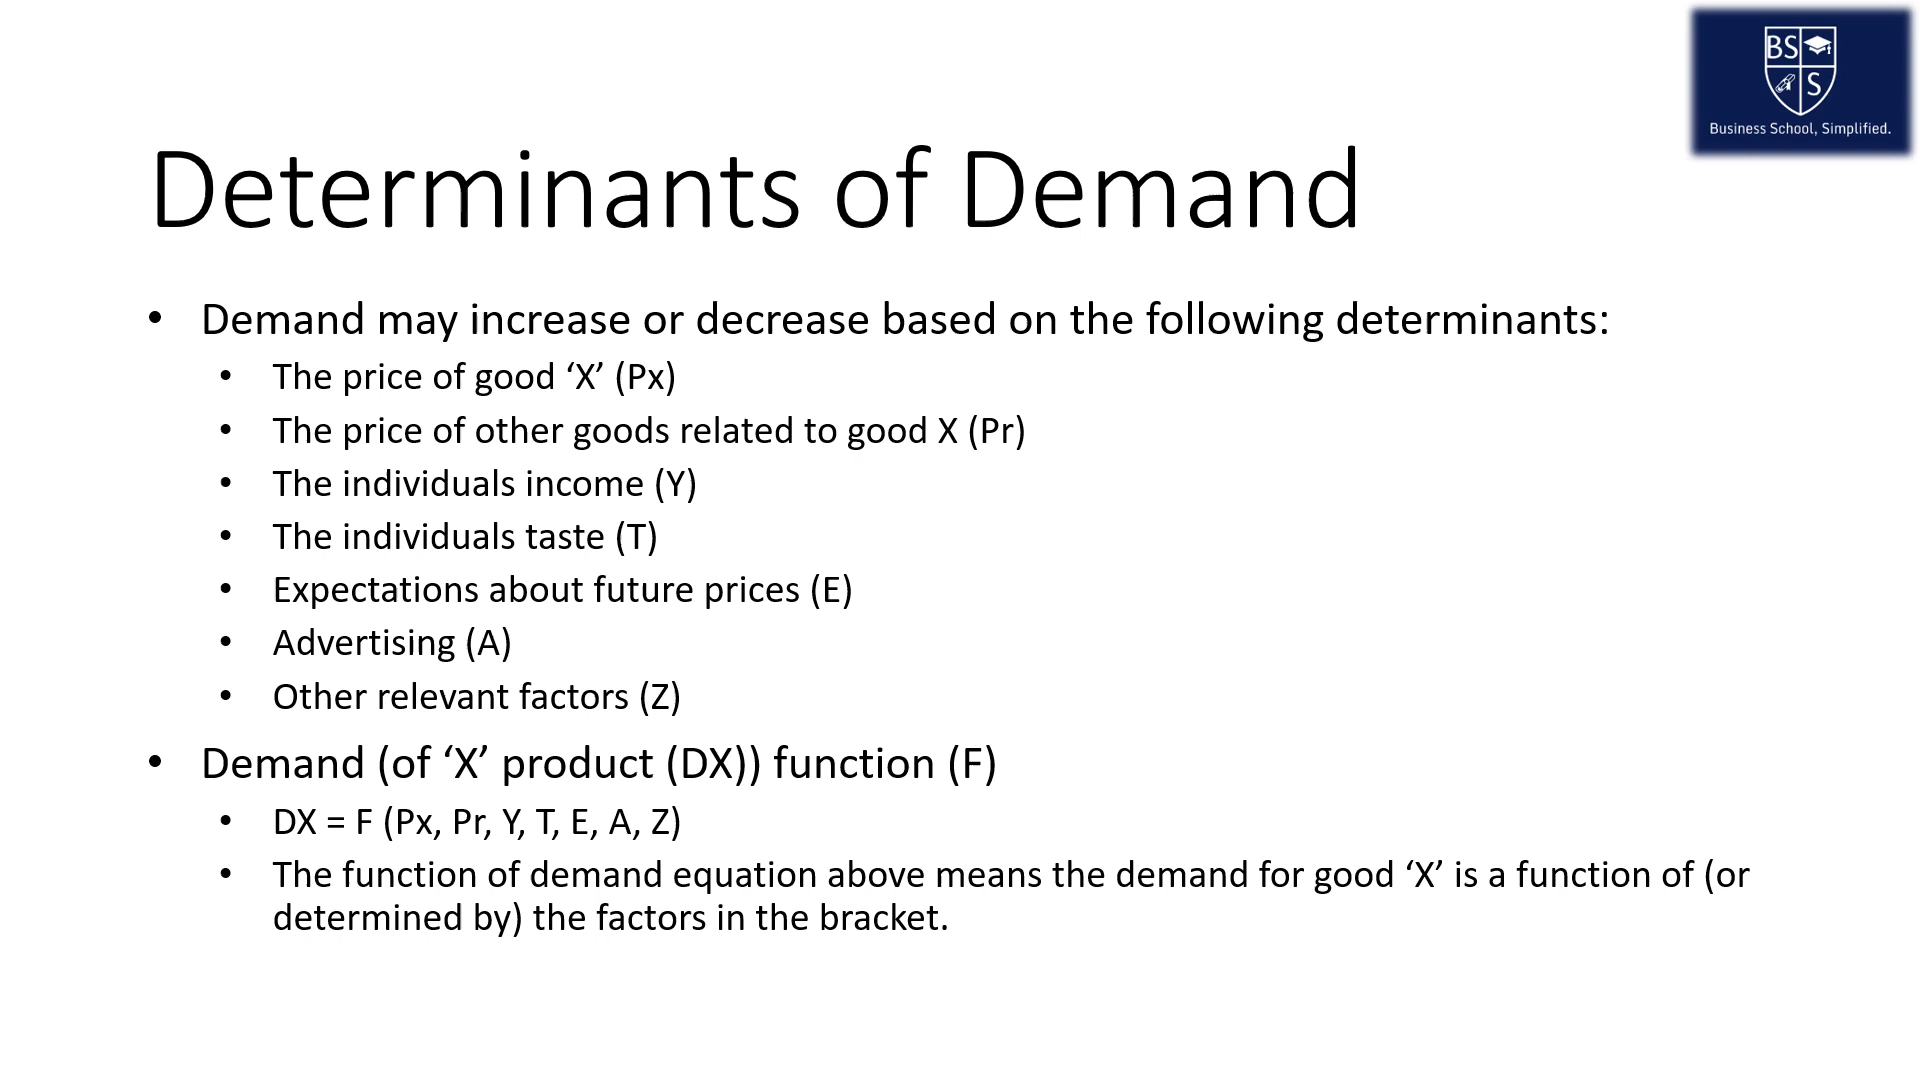 BS
S
Business School, Simplified.
Determinants of Demand
• Demand may increase or decrease based on the following determinants:
• The price of good ‘X’ (Px)
• The price of other goods related to good X (Pr)
• The individuals income (Y)
• The individuals taste (T)
• Expectations about future prices (E)
• Advertising (A)
• Other relevant factors (Z)
• Demand (of ‘X’ product (DX)) function (F)
• DX = F (Px, Pr, Y, T, E, A, Z)
• The function of demand equation above means the demand for good ‘X’ is a function of (or
determined by) the factors in the bracket.